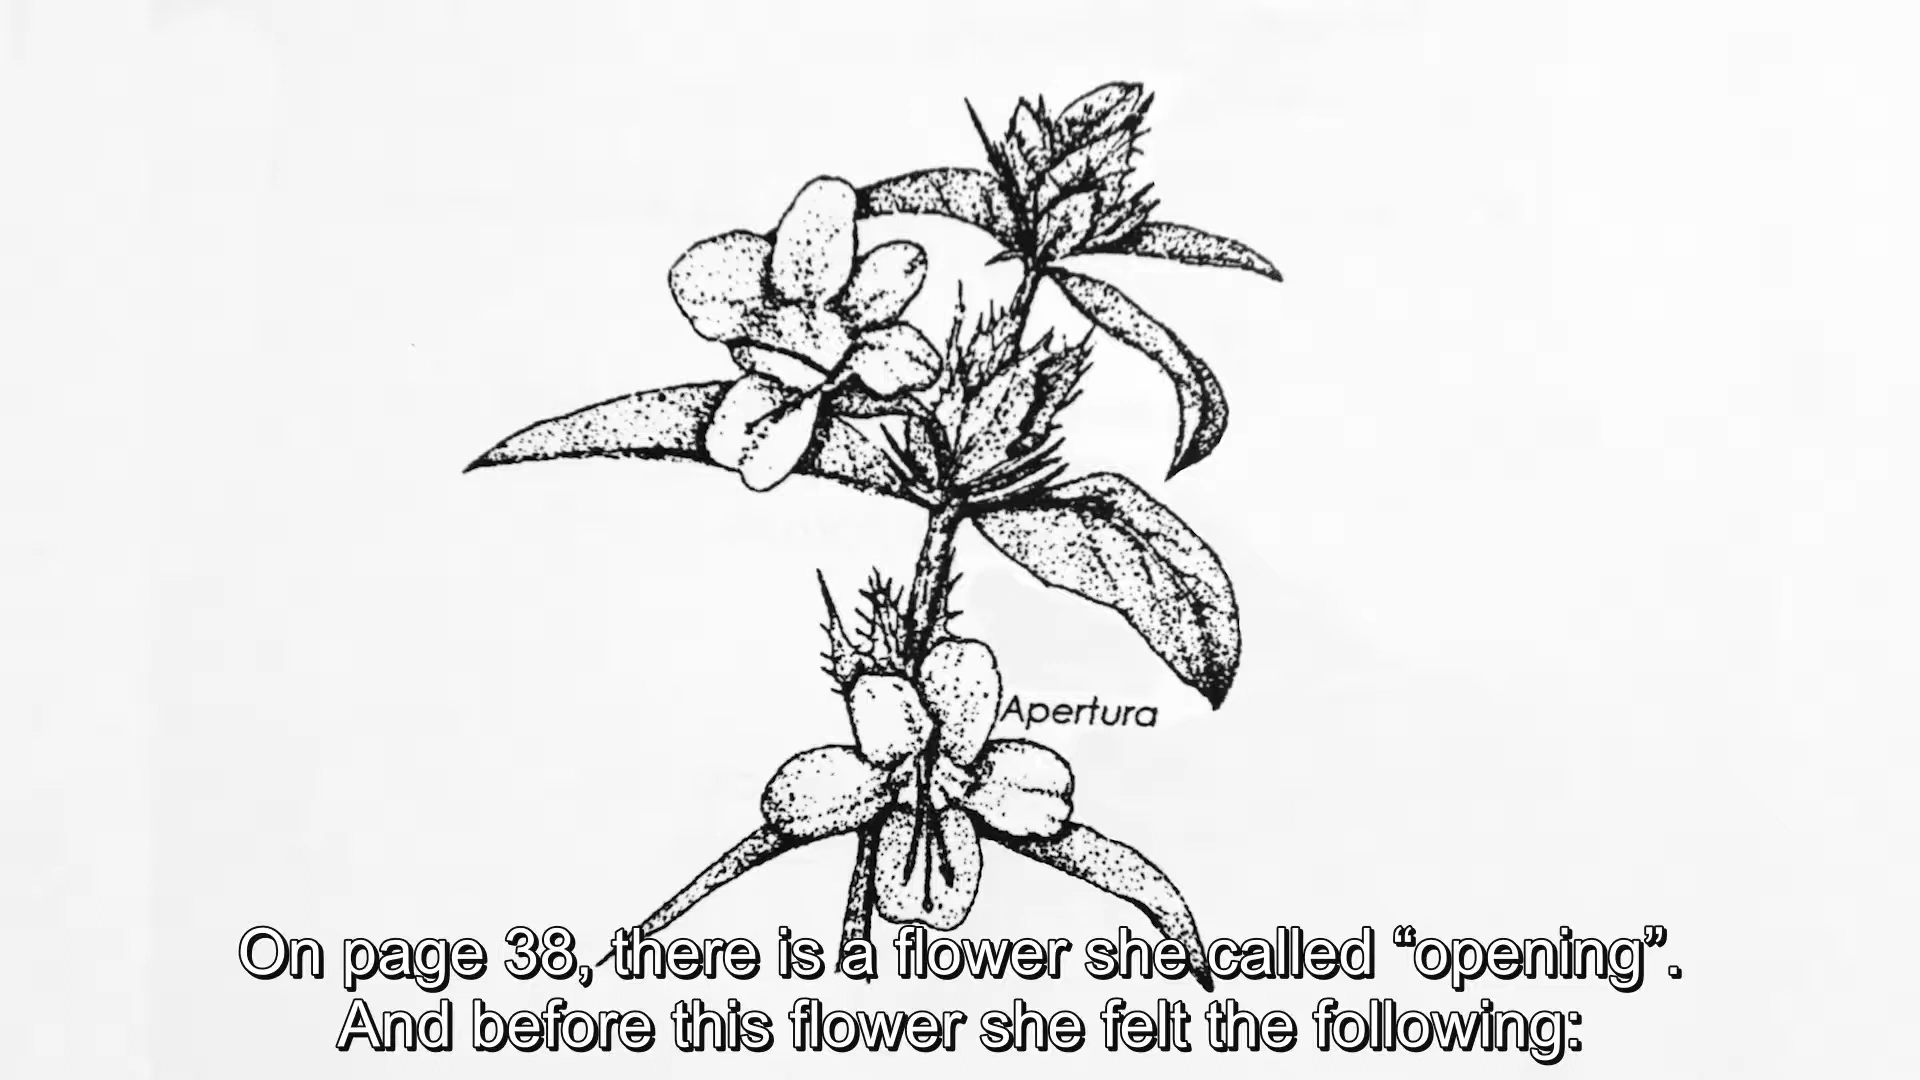 Apertura
On page 38, there is a flower she called “opening”.
And before this flower she felt the following: